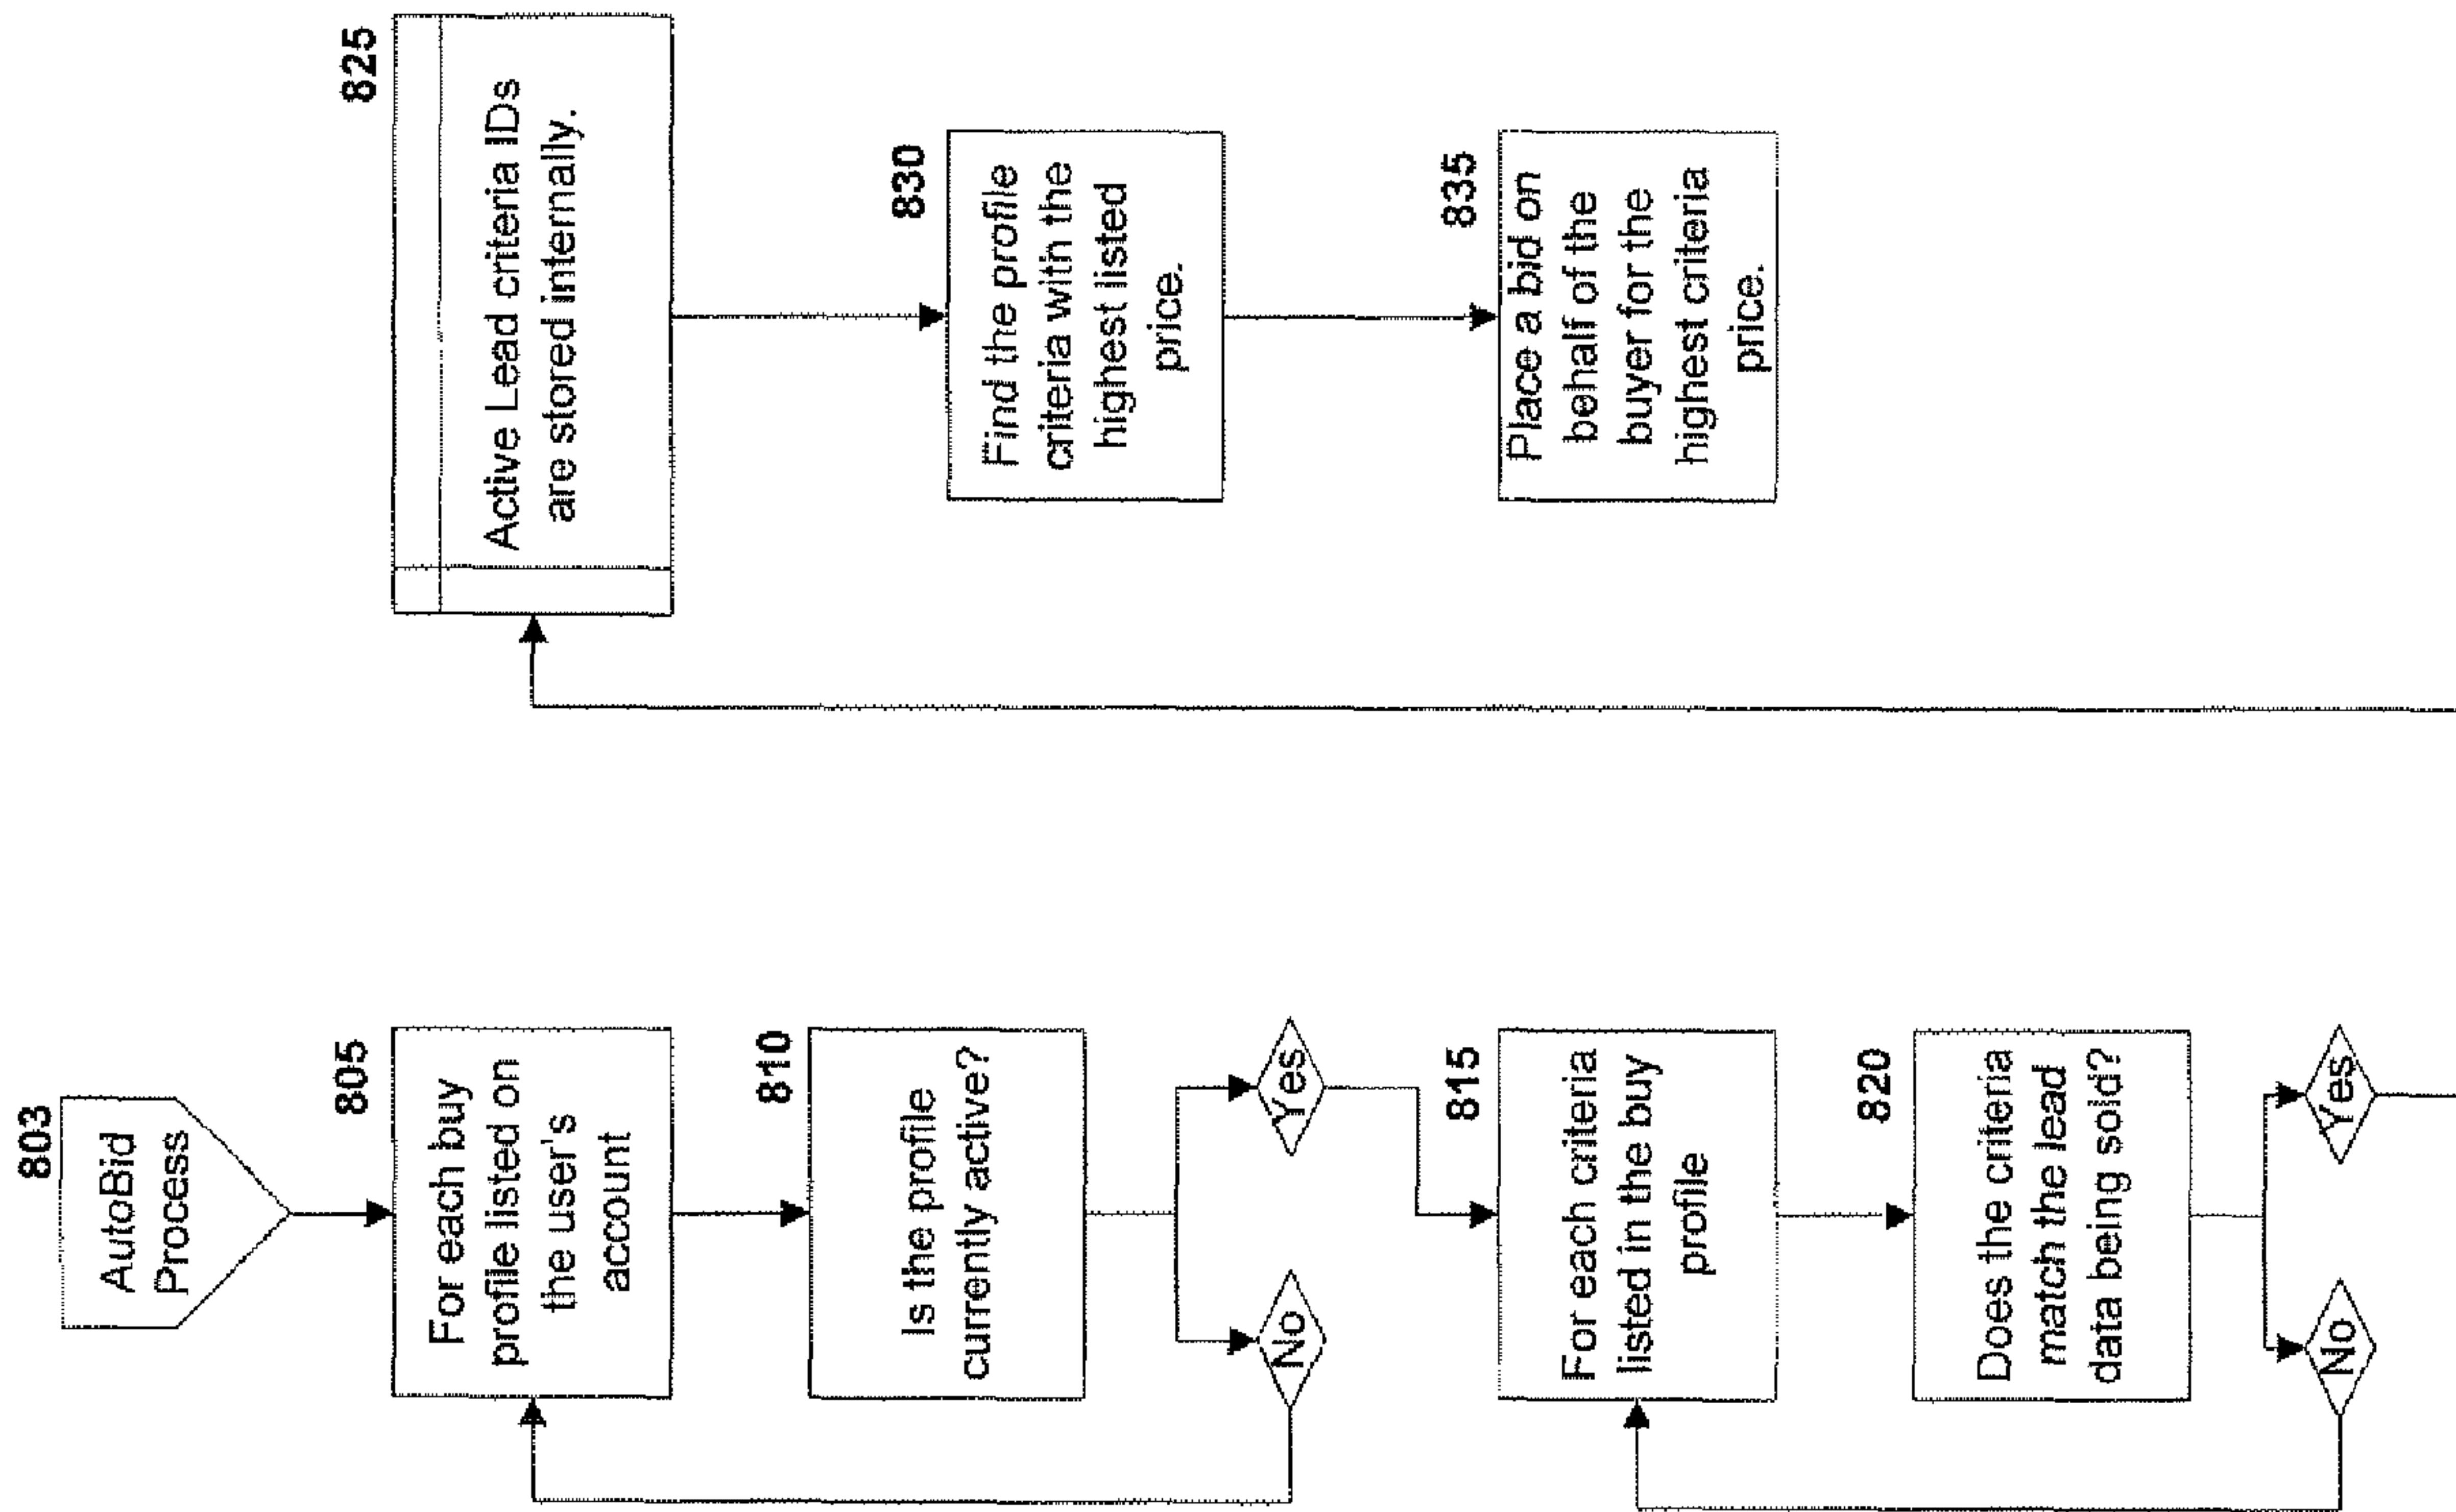 803
AutoBid
Process
805
For each buy
profile listed on
the user's
account
810
Is the profile
currently active?
No
Yes
815
For each criteria
listed in the buy
profile
820
Does the criteria
match the lead
data being sold?
No
Yes
825
Active Lead criteria IDs
are stored internally.
830
Find the profile
criteria with the
highest listed
price.
835
Place a bid on
behalf of the
buyer for the
highest criteria
price.